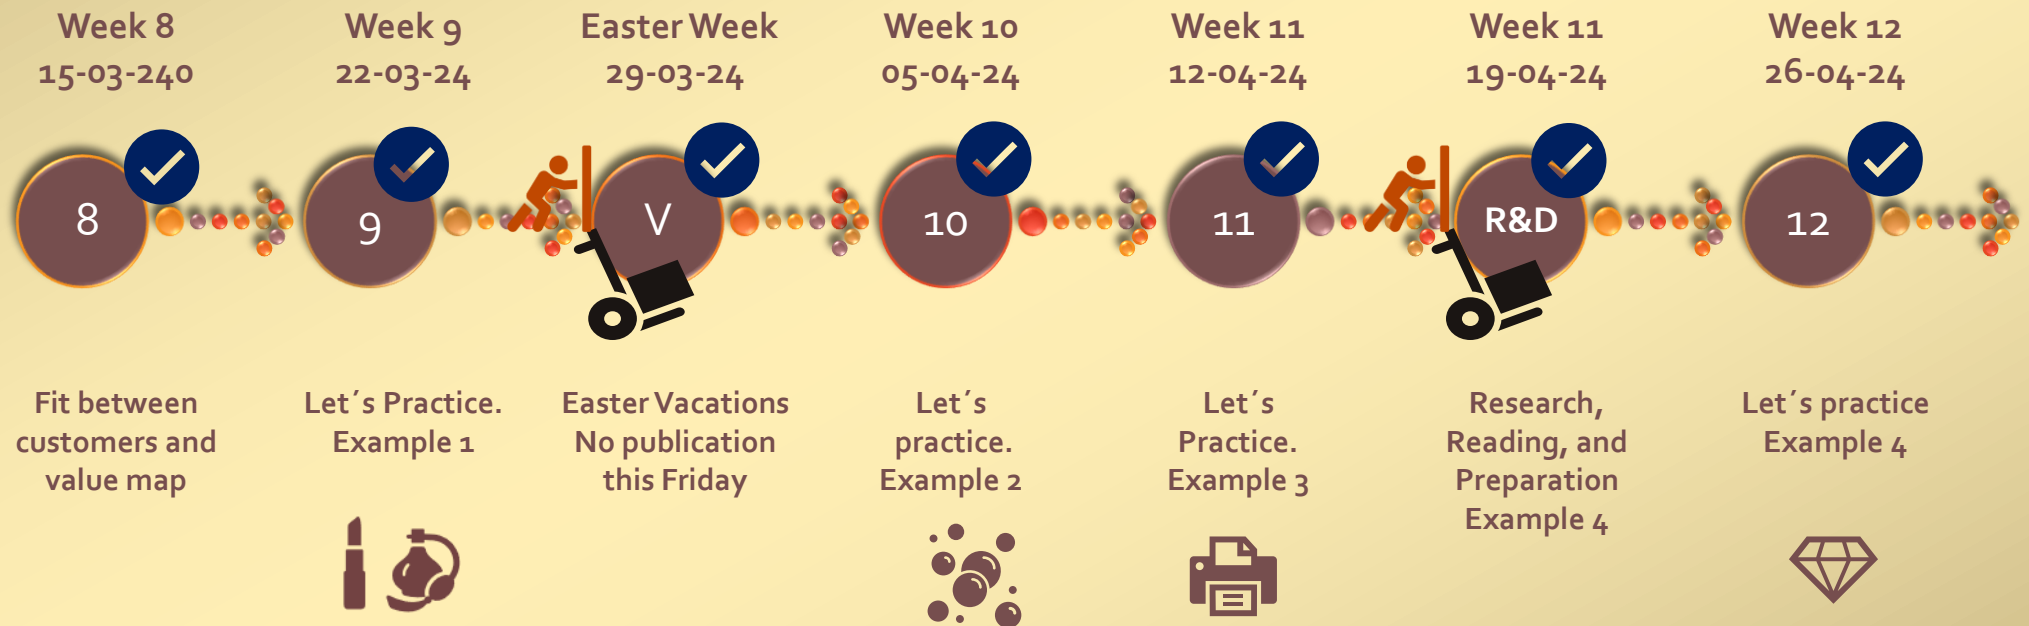 Week 8
15-03-240
Week 9
22-03-24
Easter Week
29-03-24
Week 10
05-04-24
Week 11
12-04-24
Week 11
19-04-24
Week 12
26-04-24
8
9
V
10
11
R&D
12
Fit between
customers and
value map
Let´s Practice.
Example 1
Easter Vacations
No publication
this Friday
Let´s
practice.
Example 2
Let´s
Practice.
Example 3
Research,
Reading, and
Preparation
Example 4
Let´s practice
Example 4